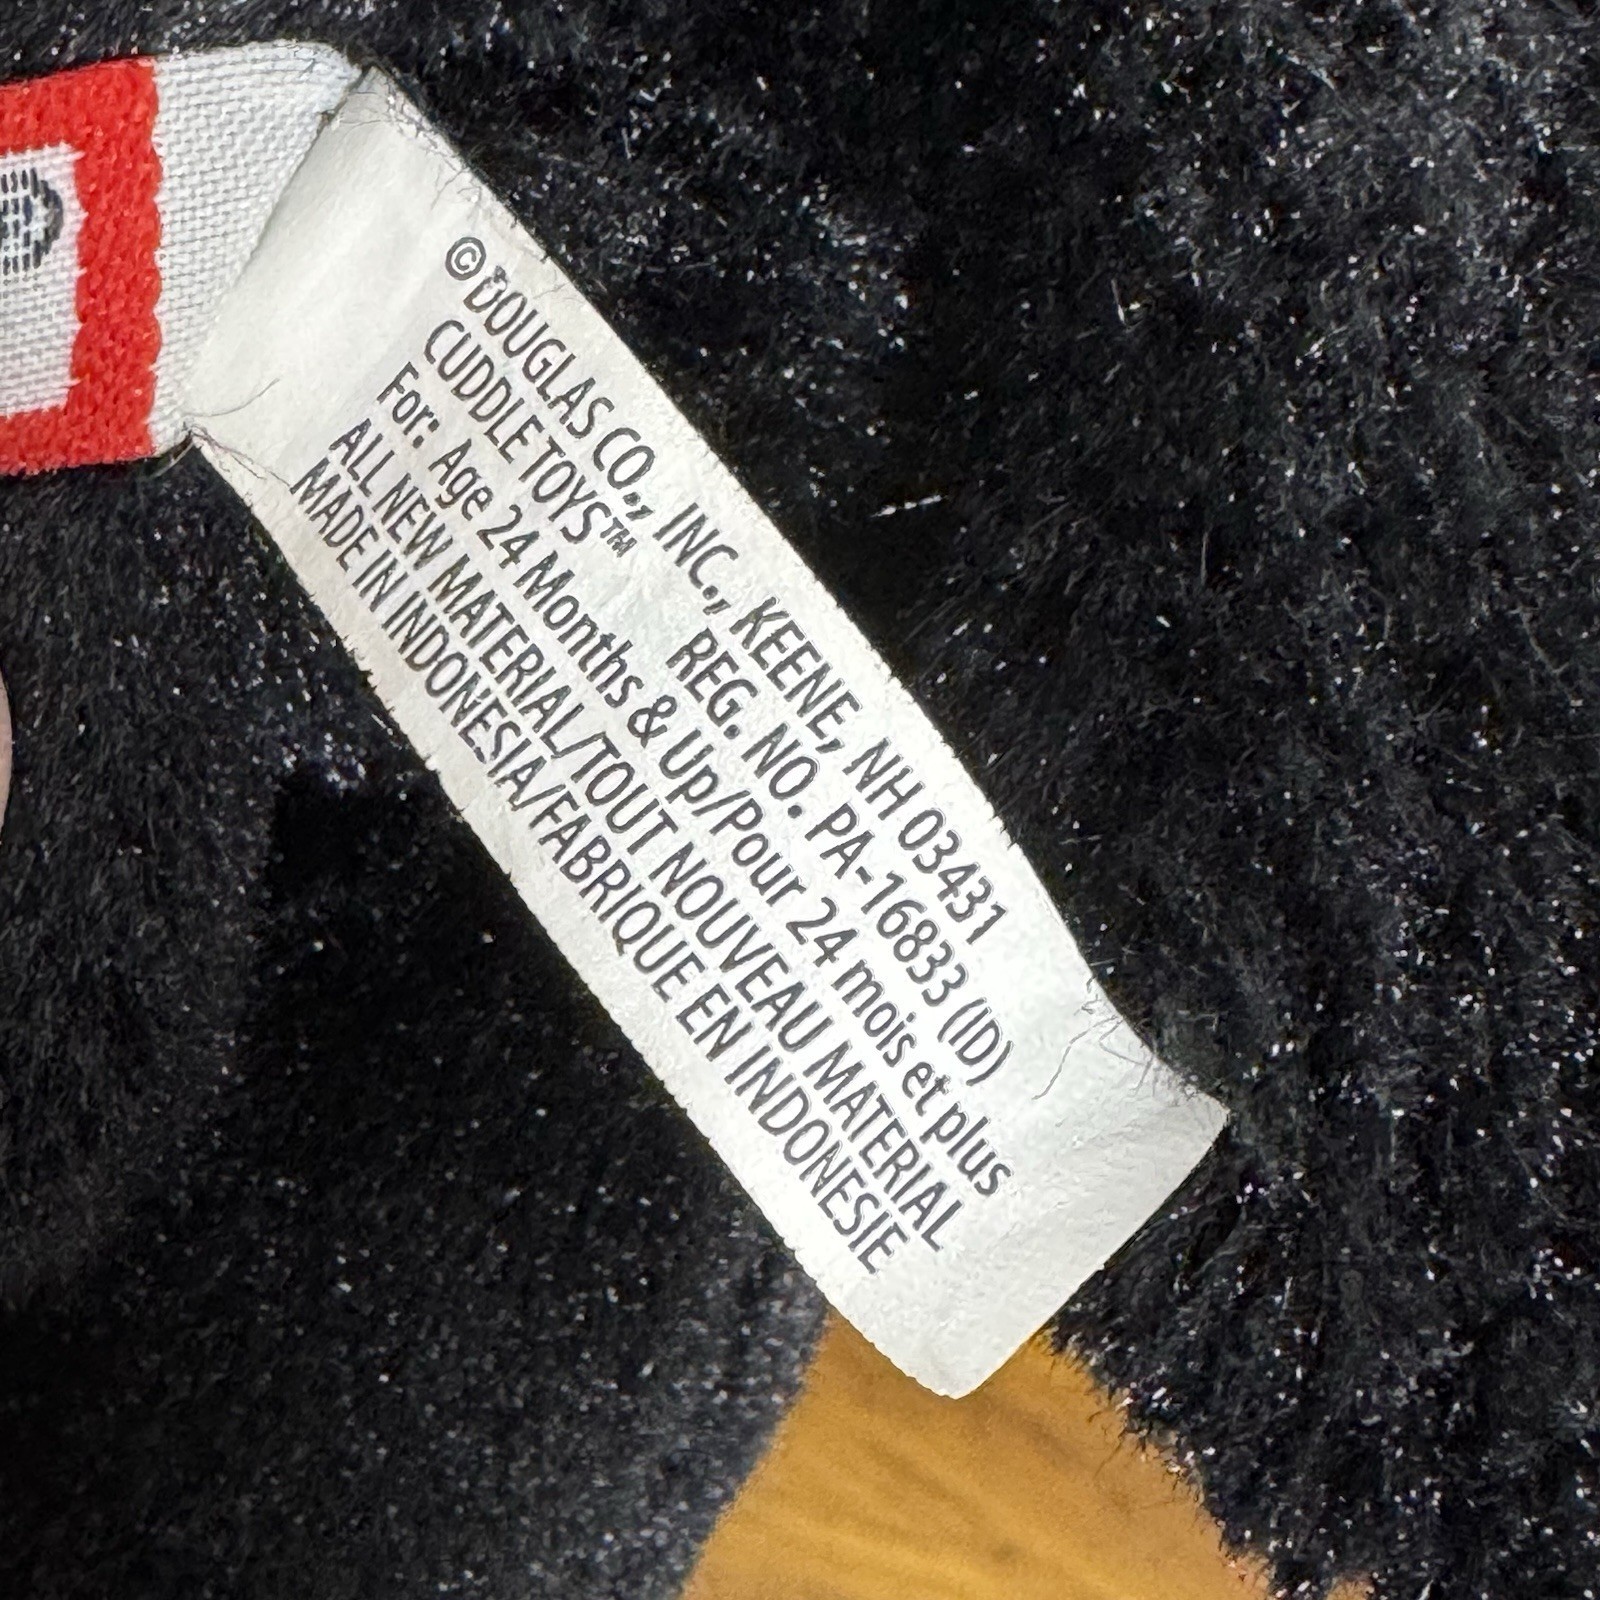 © DOUGLAS CO., INC., KEENE, NH 03431
CUDDLE TOYS™ REG. NO. PA-16833 (ID)
For: Age 24 Months & Up/Pour 24 mois et plus
ALL NEW MATERIAL/TOUT NOUVEAU MATERIAL
MADE IN INDONESIA/FABRIQUE EN INDONESIE